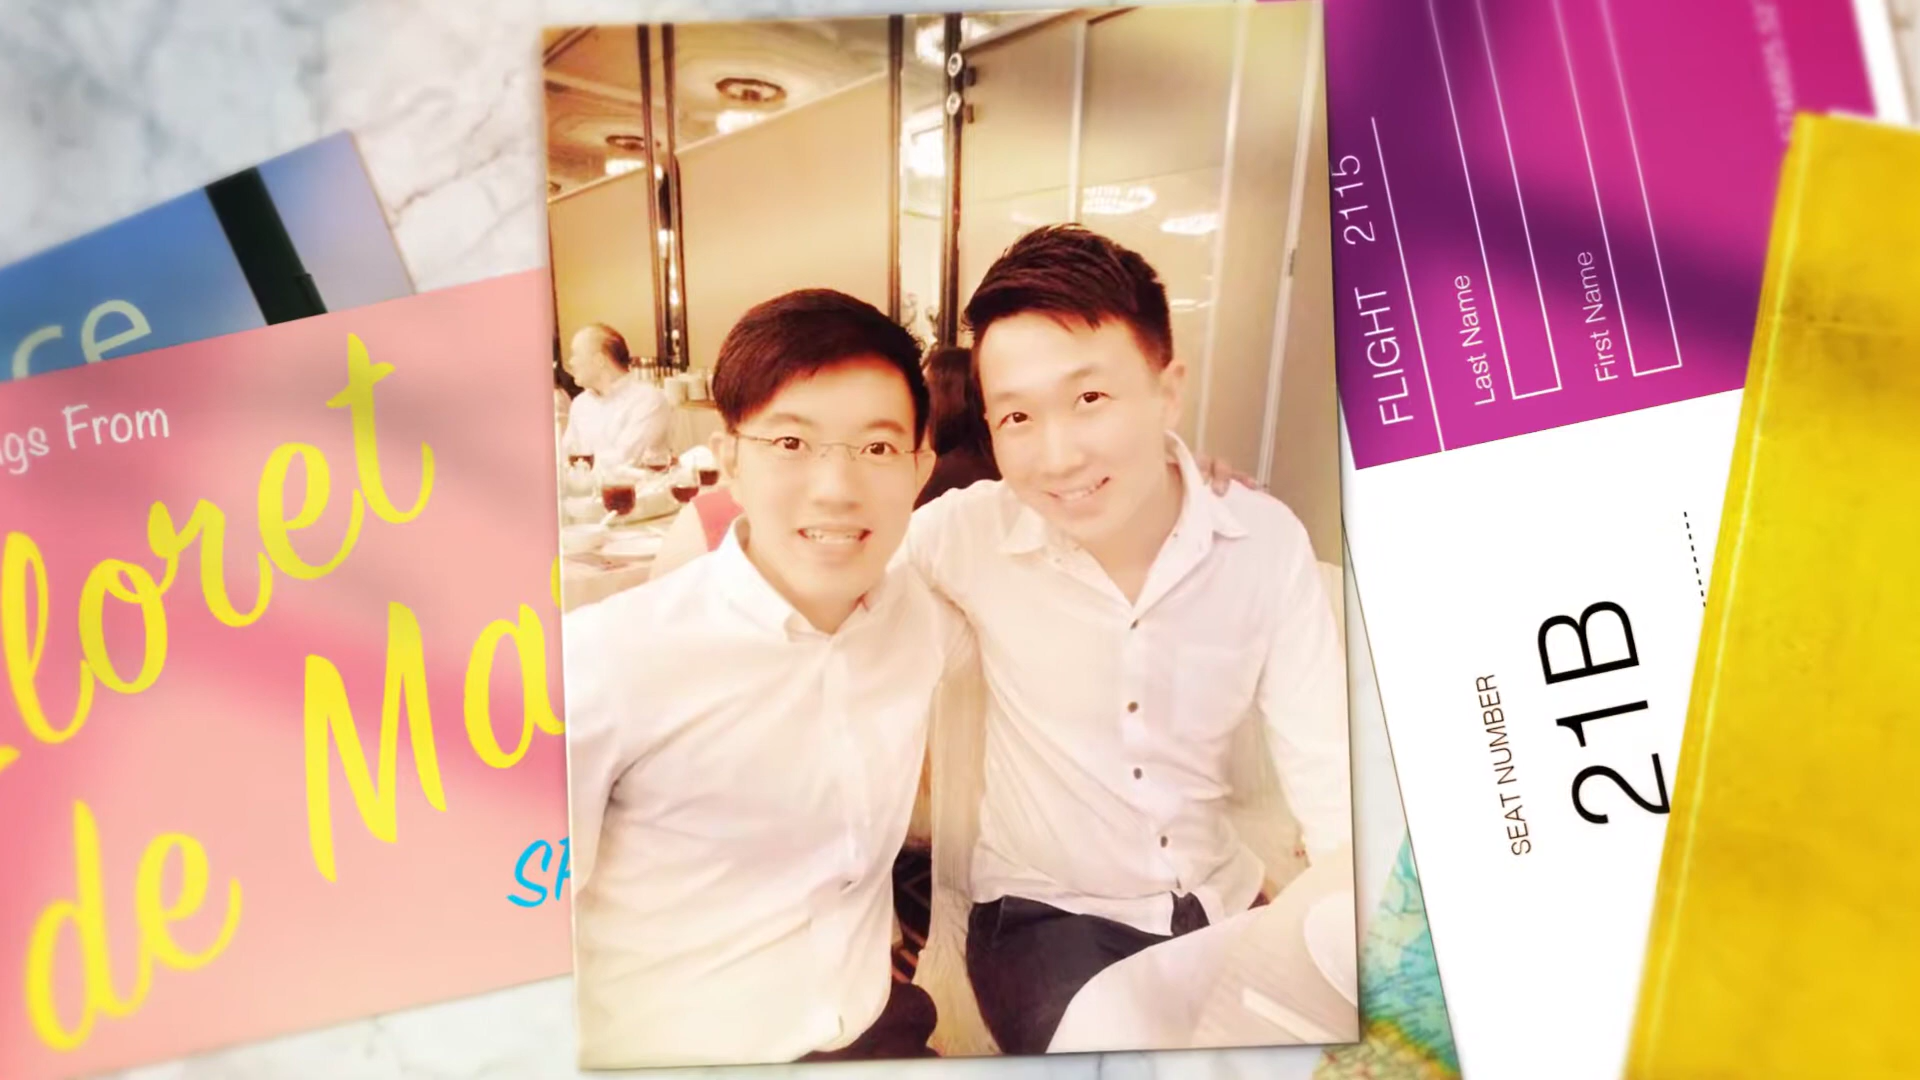 ce
gs From
loret
de Ma
SP
FLIGHT 2115
Last Name
First Name
SEAT NUMBER
21B